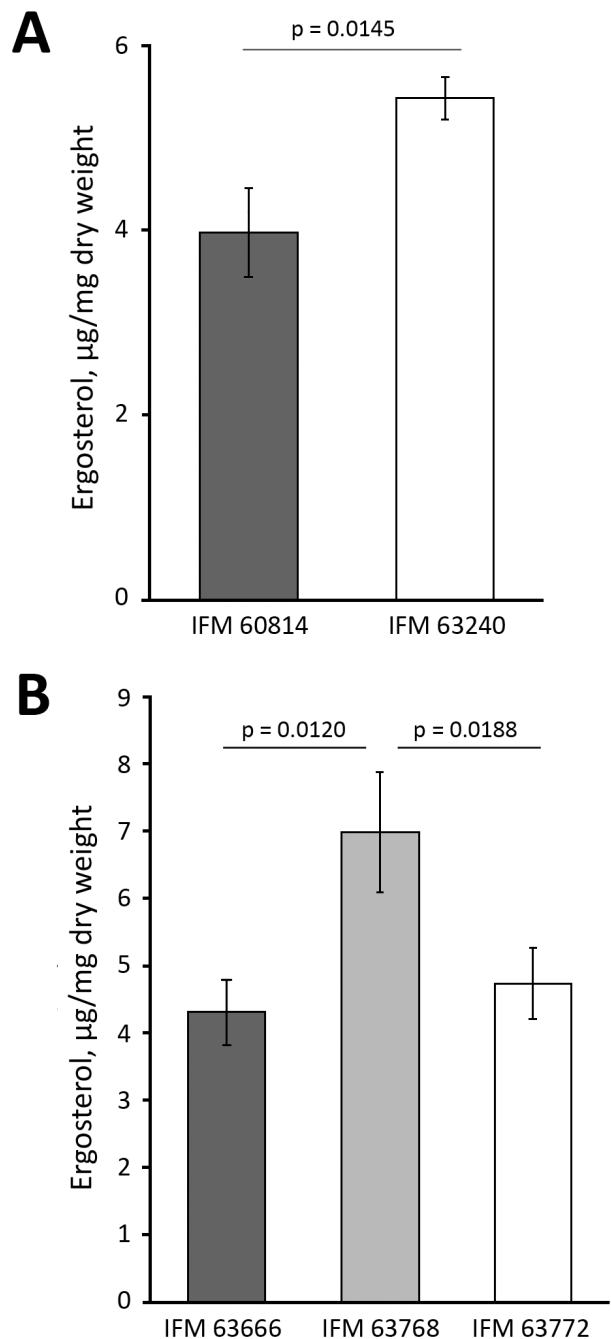 A
p = 0.0145
Ergosterol, µg/mg dry weight
6
4
2
0
IFM 60814
IFM 63240
B
p = 0.0120
p = 0.0188
Ergosterol, µg/mg dry weight
9
8
7
6
5
4
3
2
1
0
IFM 63666
IFM 63768
IFM 63772